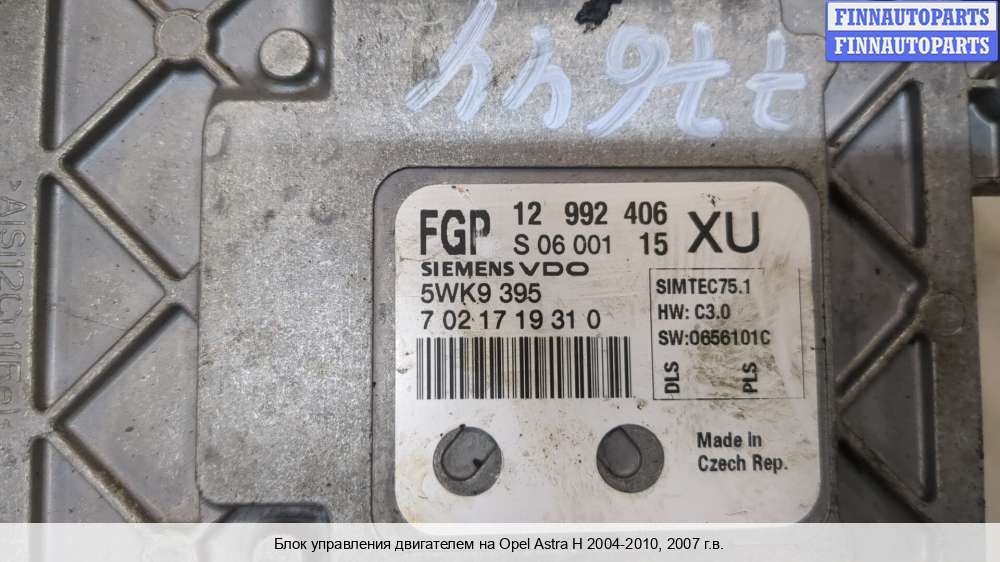 FINNAUTOPARTS
FINNAUTOPARTS
77644
FGP 12 992 406 XU
S 06 001 15
SIEMENS VDO
5WK9 395
7 02 17 19 31 0
SIMTEC75.1
HW: C3.0
SW:0656101C
DLS PLS
Made in
Czech Rep.
Блок управления двигателем на Opel Astra H 2004-2010, 2007 г.в.